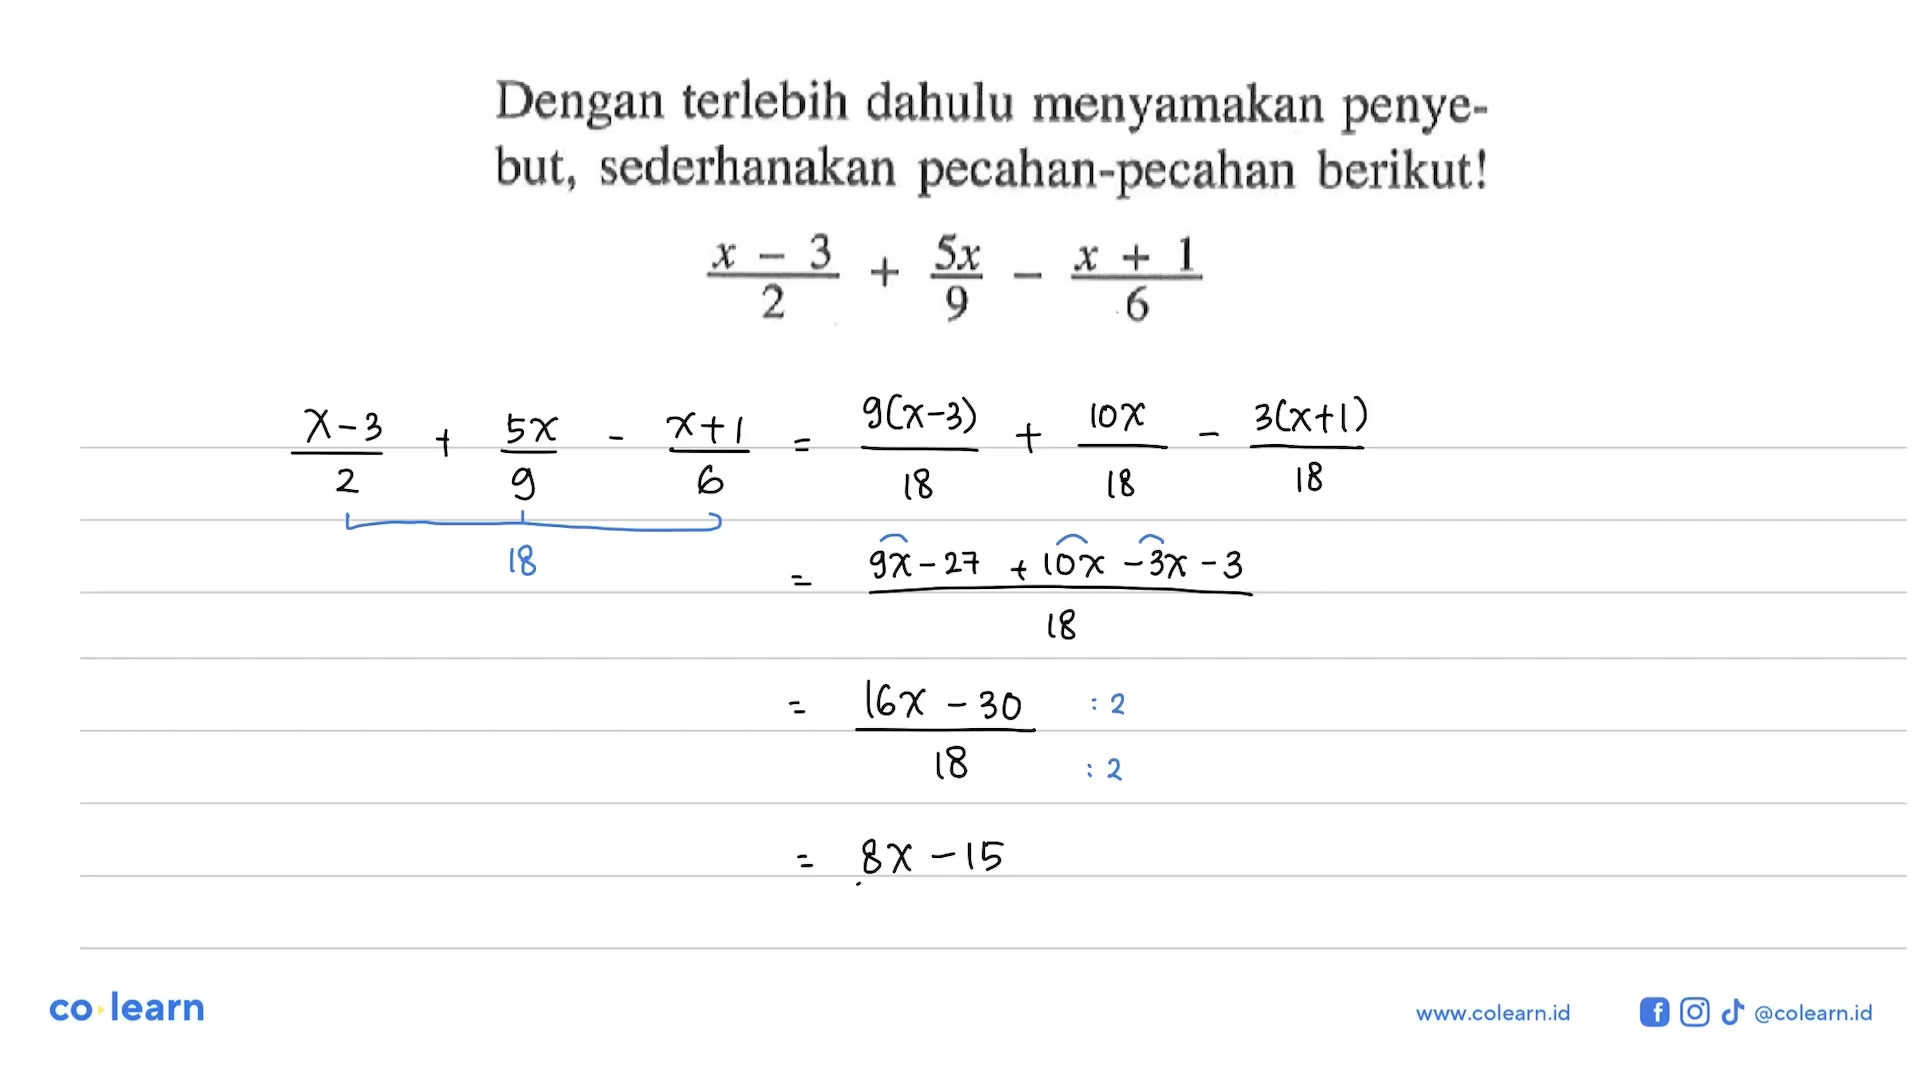 Dengan terlebih dahulu menyamakan penye-
but, sederhanakan pecahan-pecahan berikut!
x - 3 / 2 + 5x / 9 - x + 1 / 6
x-3 / 2 + 5x / 9 - x+1 / 6 = 9(x-3) / 18 + 10x / 18 - 3(x+1) / 18
18
= 9x - 27 + 10x - 3x - 3 / 18
= 16x - 30 / 18 : 2 : 2
= 8x - 15
co learn
www.colearn.id
@colearn.id